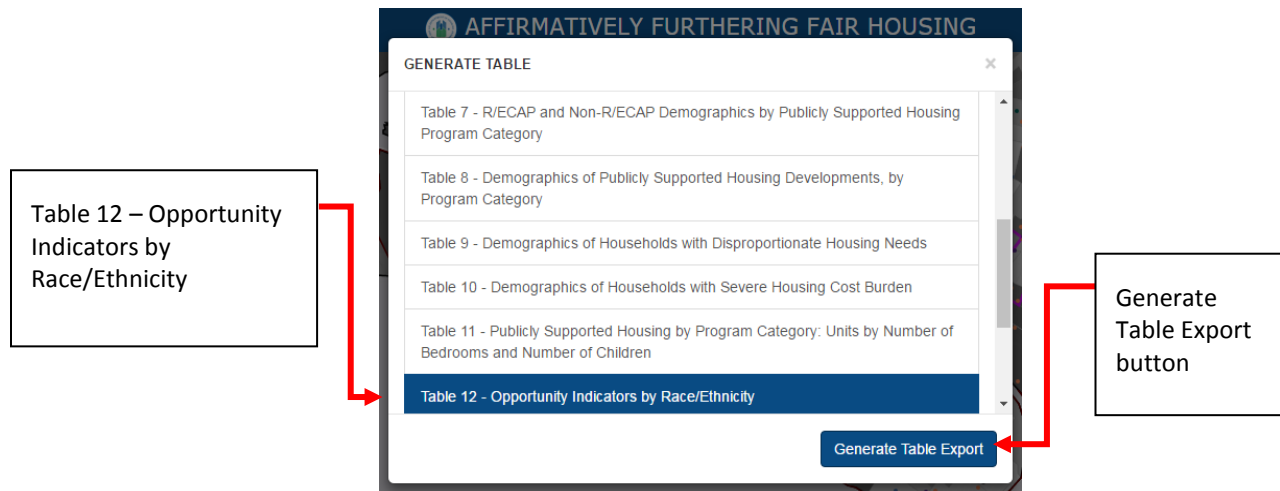 AFFIRMATIVELY FURTHERING FAIR HOUSING
GENERATE TABLE
×
Table 7 - R/ECAP and Non-R/ECAP Demographics by Publicly Supported Housing
Program Category
Table 8 - Demographics of Publicly Supported Housing Developments, by
Program Category
Table 9 - Demographics of Households with Disproportionate Housing Needs
Table 10 - Demographics of Households with Severe Housing Cost Burden
Table 11 - Publicly Supported Housing by Program Category: Units by Number of
Bedrooms and Number of Children
Table 12 - Opportunity Indicators by Race/Ethnicity
Generate Table Export
Table 12 – Opportunity
Indicators by
Race/Ethnicity
Generate
Table Export
button